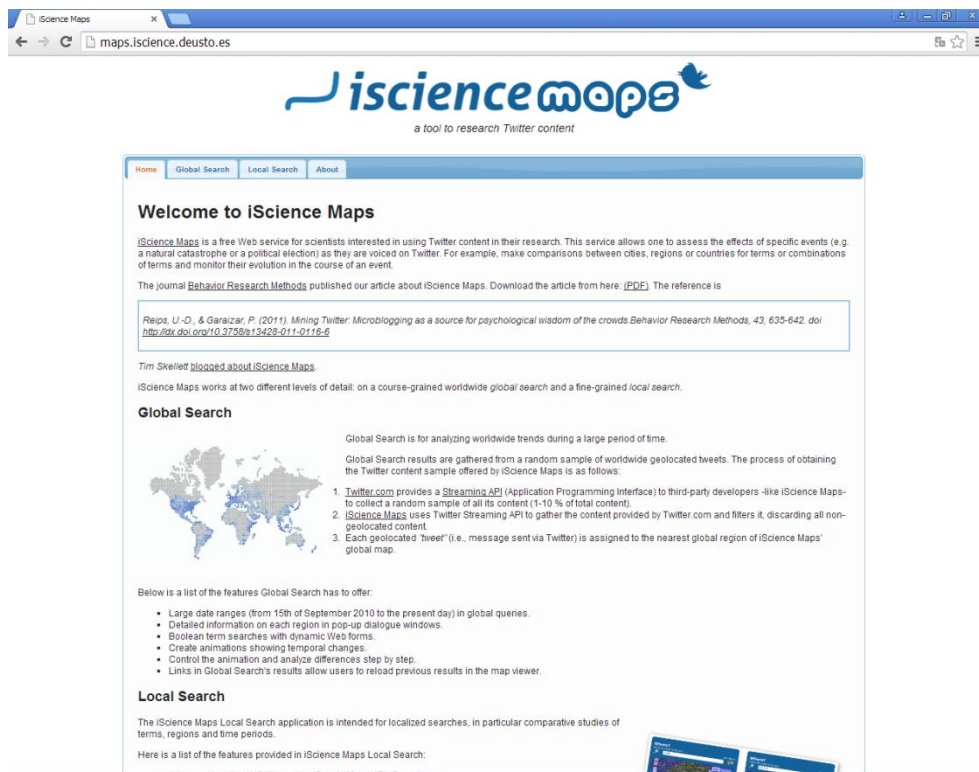 iScience Maps
maps.iscience.deusto.es
isciencemaps
a tool to research Twitter content
Home Global Search Local Search About
Welcome to iScience Maps
iScience Maps is a free Web service for scientists interested in using Twitter content in their research. This service allows one to assess the effects of specific events (e.g.
a natural catastrophe or a political election) as they are voiced on Twitter. For example, make comparisons between cities, regions or countries for terms or combinations
of terms and monitor their evolution in the course of an event.
The journal Behavior Research Methods published our article about iScience Maps. Download the article from here: (PDF). The reference is
Reips, U.-D., & Garaizar, P. (2011). Mining Twitter: Microblogging as a source for psychological wisdom of the crowds.Behavior Research Methods, 43, 635-642. doi
http://dx.doi.org/10.3758/s13428-011-0116-6
Tim Skellett blogged about iScience Maps.
iScience Maps works at two different levels of detail: on a course-grained worldwide global search and a fine-grained local search.
Global Search
Global Search is for analyzing worldwide trends during a large period of time.
Global Search results are gathered from a random sample of worldwide geolocated tweets. The process of obtaining
the Twitter content sample offered by iScience Maps is as follows:
1. Twitter.com provides a Streaming API (Application Programming Interface) to third-party developers -like iScience Maps-
to collect a random sample of all its content (1-10 % of total content).
2. iScience Maps uses Twitter Streaming API to gather the content provided by Twitter.com and filters it, discarding all non-
geolocated content.
3. Each geolocated "tweet" (i.e., message sent via Twitter) is assigned to the nearest global region of iScience Maps'
global map.
Below is a list of the features Global Search has to offer:
• Large date ranges (from 15th of September 2010 to the present day) in global queries.
• Detailed information on each region in pop-up dialogue windows.
• Boolean term searches with dynamic Web forms.
• Create animations showing temporal changes.
• Control the animation and analyze differences step by step.
• Links in Global Search's results allow users to reload previous results in the map viewer.
Local Search
The iScience Maps Local Search application is intended for localized searches, in particular comparative studies of
terms, regions and time periods.
Here is a list of the features provided in iScience Maps Local Search: